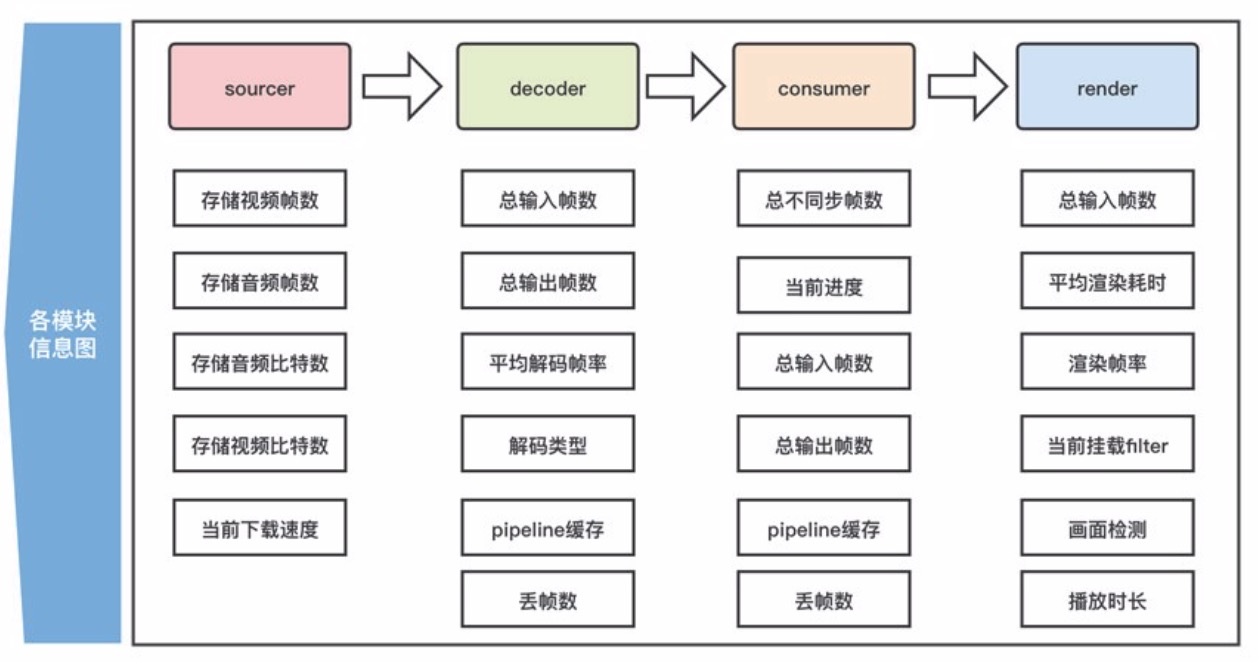 各模块
信息图
sourcer
decoder
consumer
render
存储视频帧数
总输入帧数
总不同步帧数
总输入帧数
存储音频帧数
总输出帧数
当前进度
平均渲染耗时
存储音频比特数
平均解码帧率
总输入帧数
渲染帧率
存储视频比特数
解码类型
总输出帧数
当前挂载filter
当前下载速度
pipeline缓存
pipeline缓存
画面检测
丢帧数
丢帧数
播放时长